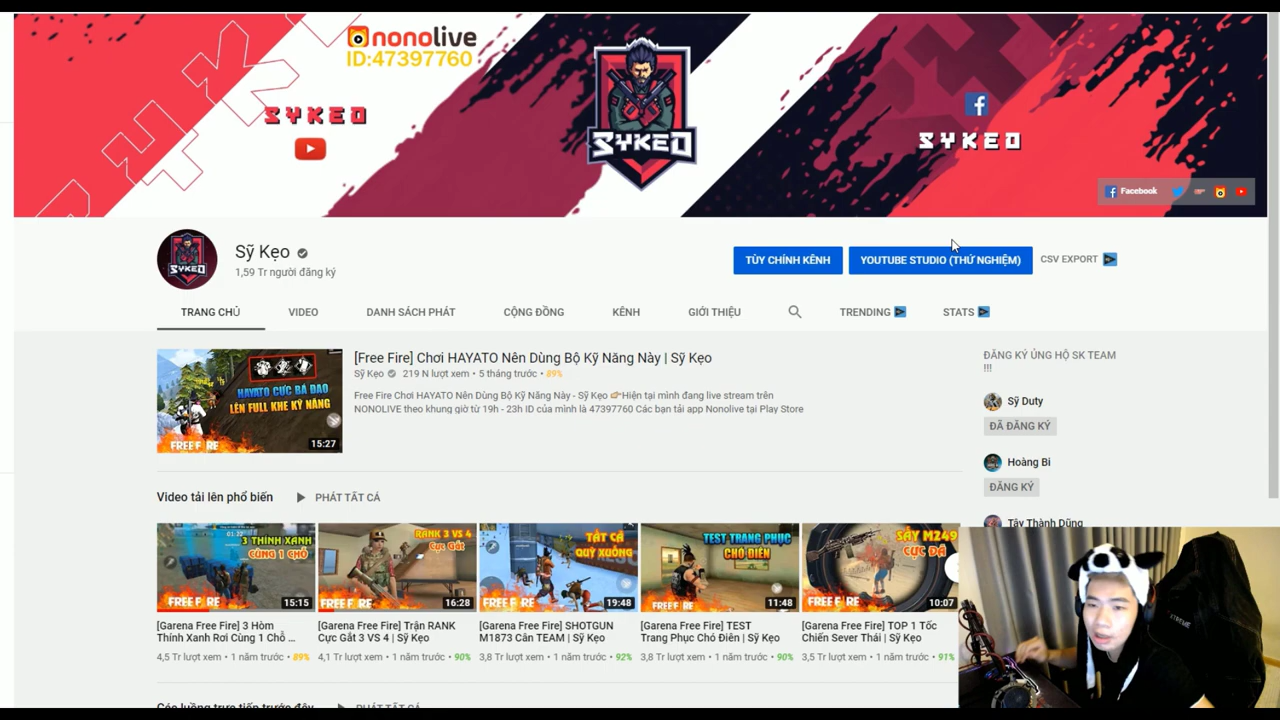 nonolive
ID:47397760
SYKEO
SYKEO
SYKEO
Facebook
Sỹ Kẹo
1,59 Tr người đăng ký
TÙY CHỈNH KÊNH
YOUTUBE STUDIO (THỬ NGHIỆM)
CSV EXPORT
TRANG CHỦ
VIDEO
DANH SÁCH PHÁT
CỘNG ĐỒNG
KÊNH
GIỚI THIỆU
TRENDING
STATS
HAYATO CỰC BÁ ĐẠO
LÊN FULL KHE KỸ NĂNG
FREE FIRE
15:27
[Free Fire] Chơi HAYATO Nên Dùng Bộ Kỹ Năng Này | Sỹ Kẹo
Sỹ Kẹo 219 N lượt xem • 5 tháng trước • 89%
Free Fire Chơi HAYATO Nên Dùng Bộ Kỹ Năng Này - Sỹ Kẹo 👉Hiện tại mình đang live stream trên
NONOLIVE theo khung giờ từ 19h - 23h ID của mình là 47397760 Các bạn tải app Nonolive tại Play Store
ĐĂNG KÝ ỦNG HỘ SK TEAM
!!!
Sỹ Duty
ĐÃ ĐĂNG KÝ
Hoàng Bi
ĐĂNG KÝ
Tây Thành Dũng
Video tải lên phổ biến
PHÁT TẤT CẢ
3 THÍNH XANH
CÙNG 1 CHỖ
FREE FIRE
15:15
RANK 3 VS 4
Cực Gắt
FREE FIRE
16:28
TẤT CẢ
QUỲ XUỐNG
FREE FIRE
19:48
TEST TRANG PHỤC
CHÓ ĐIÊN
FREE FIRE
11:48
SẤY M249
CỰC ĐÃ
FREE FIRE
10:07
[Garena Free Fire] 3 Hòm
Thính Xanh Rơi Cùng 1 Chỗ ...
4,5 Tr lượt xem • 1 năm trước • 89%
[Garena Free Fire] Trận RANK
Cực Gắt 3 VS 4 | Sỹ Kẹo
4,1 Tr lượt xem • 1 năm trước • 90%
[Garena Free Fire] SHOTGUN
M1873 Cân TEAM | Sỹ Kẹo
3,8 Tr lượt xem • 1 năm trước • 92%
[Garena Free Fire] TEST
Trang Phục Chó Điên | Sỹ Kẹo
3,8 Tr lượt xem • 1 năm trước • 90%
[Garena Free Fire] TOP 1 Tốc
Chiến Sever Thái | Sỹ Kẹo
3,5 Tr lượt xem • 1 năm trước • 91%
Các luồng trực tiếp trước đây
PHÁT TẤT CẢ